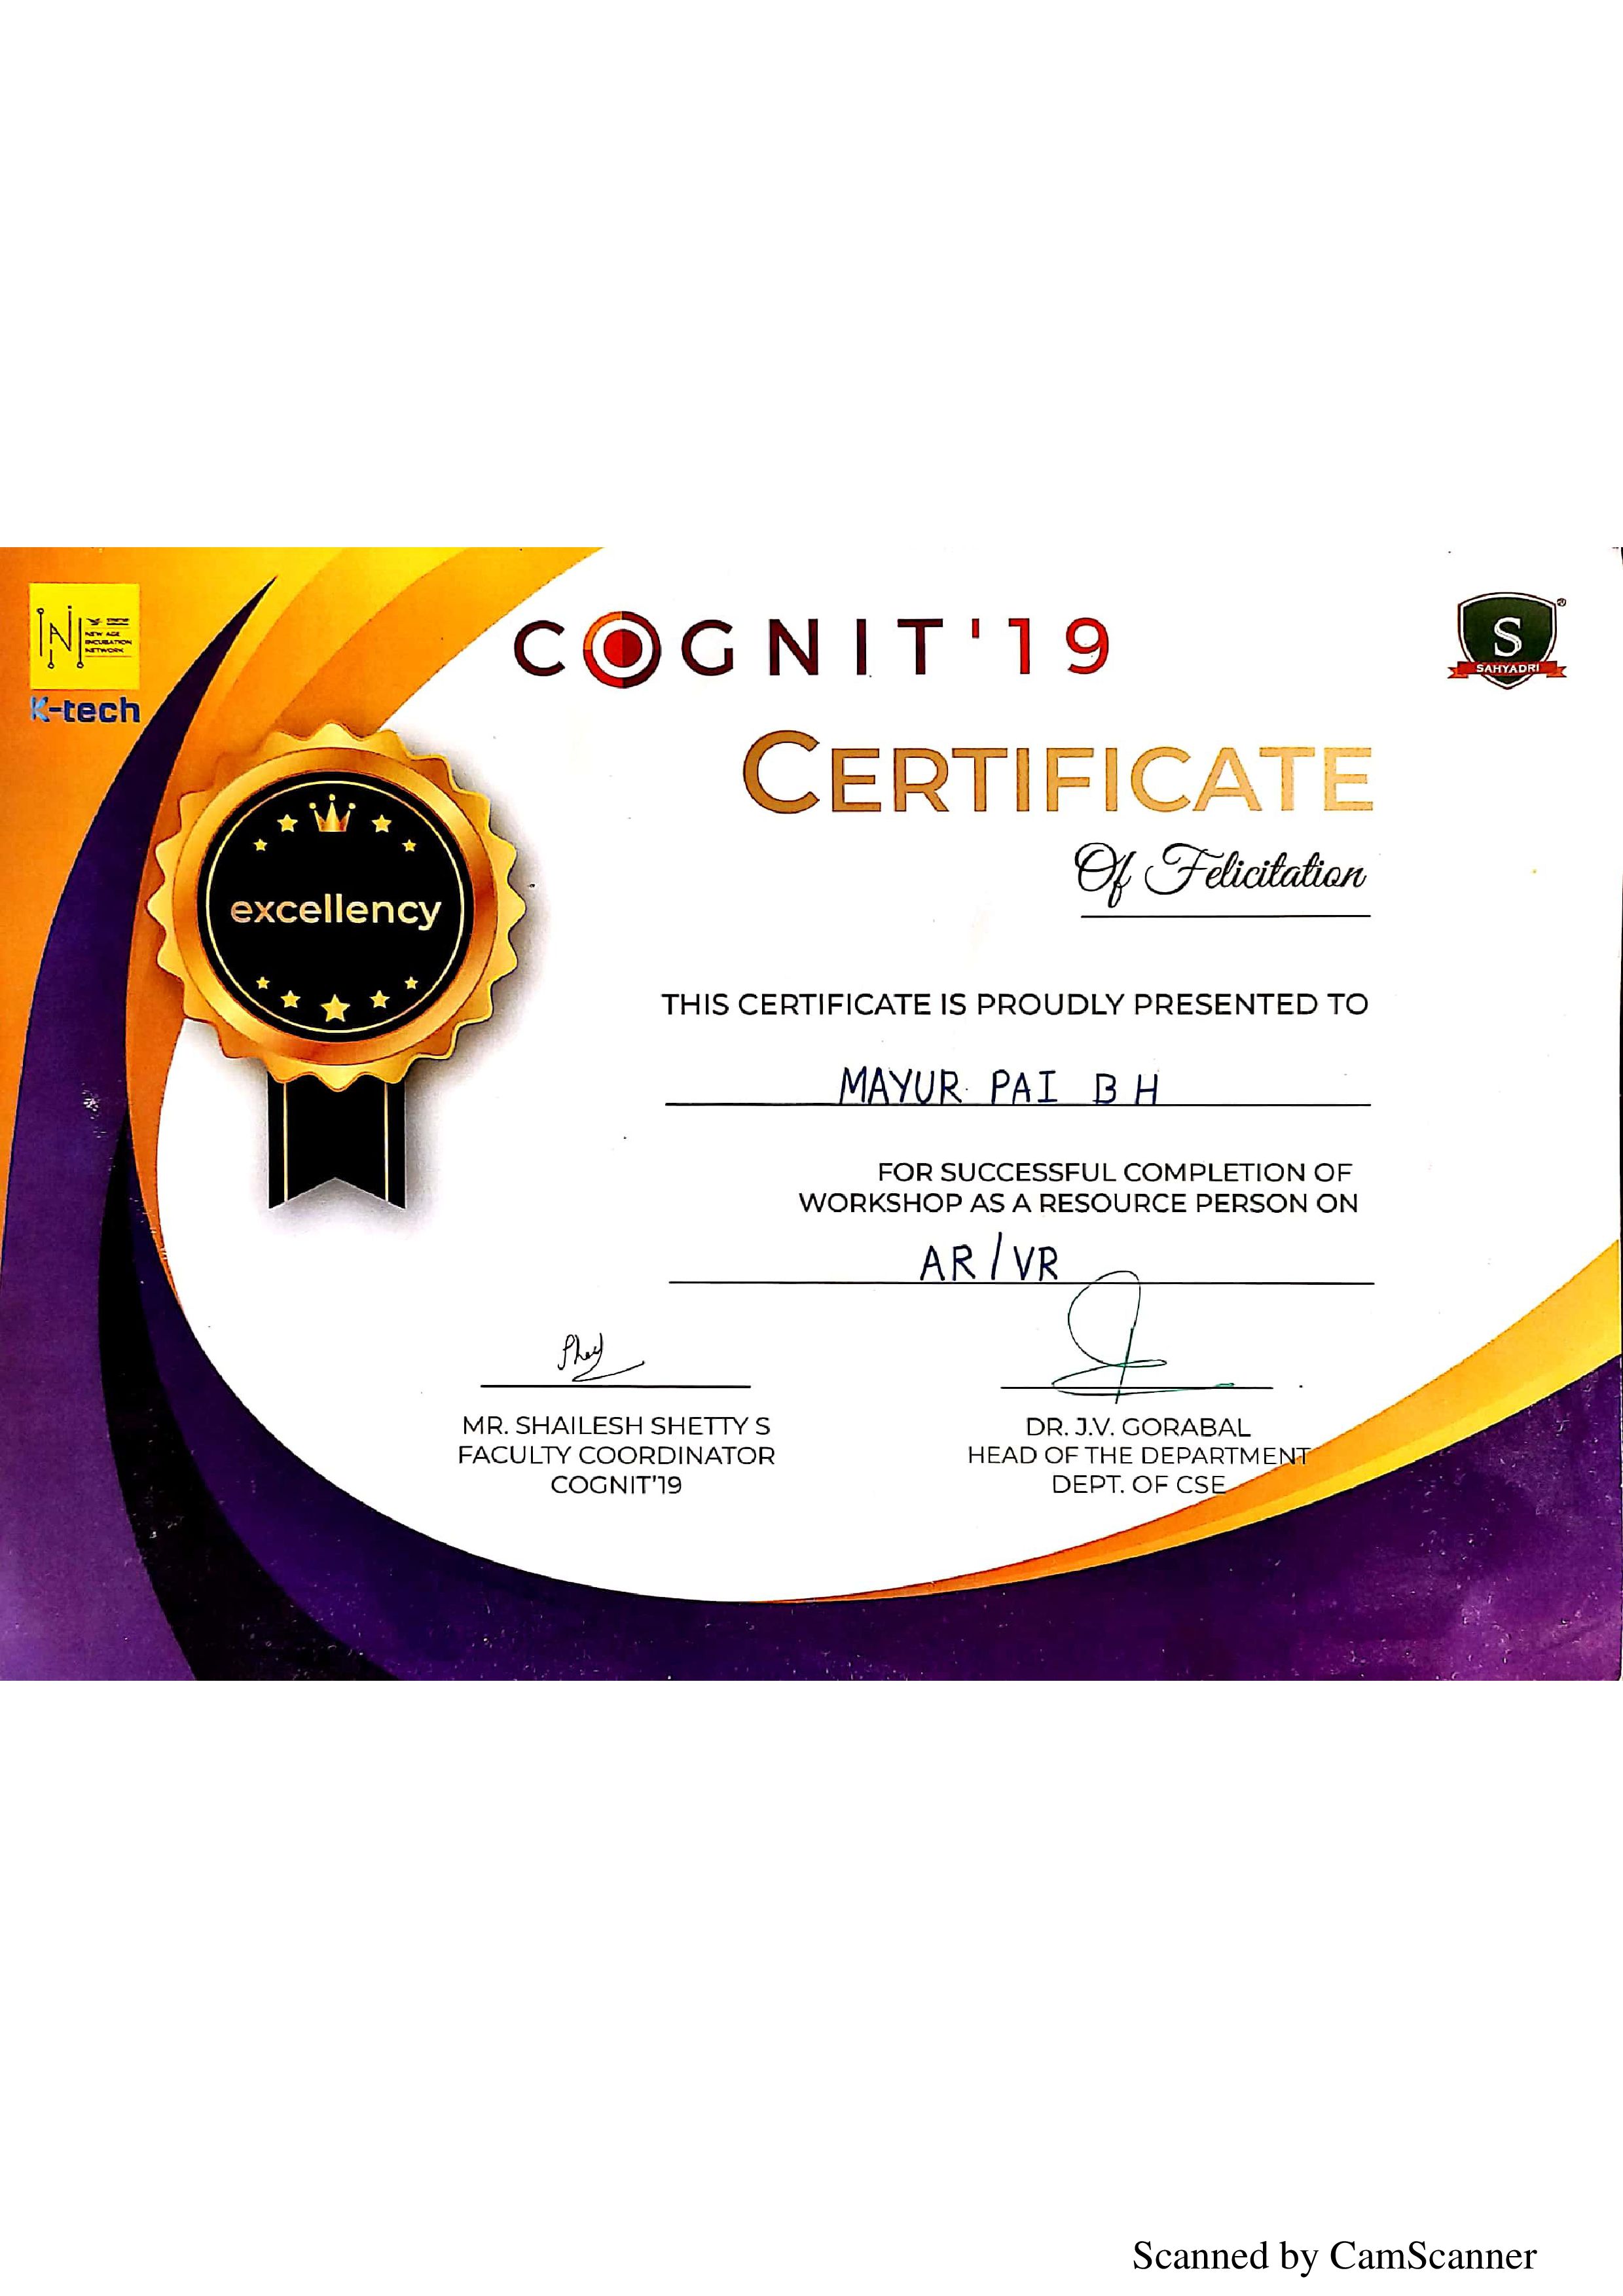 NEW AGE
INCUBATION
NETWORK
K-tech
COGNIT'19
SAHYADRI
CERTIFICATE
Of Felicitation
excellency
THIS CERTIFICATE IS PROUDLY PRESENTED TO
MAYUR PAI B H
FOR SUCCESSFUL COMPLETION OF
WORKSHOP AS A RESOURCE PERSON ON
AR/VR
MR. SHAILESH SHETTY S
FACULTY COORDINATOR
COGNIT'19
DR. J.V. GORABAL
HEAD OF THE DEPARTMENT
DEPT. OF CSE
Scanned by CamScanner